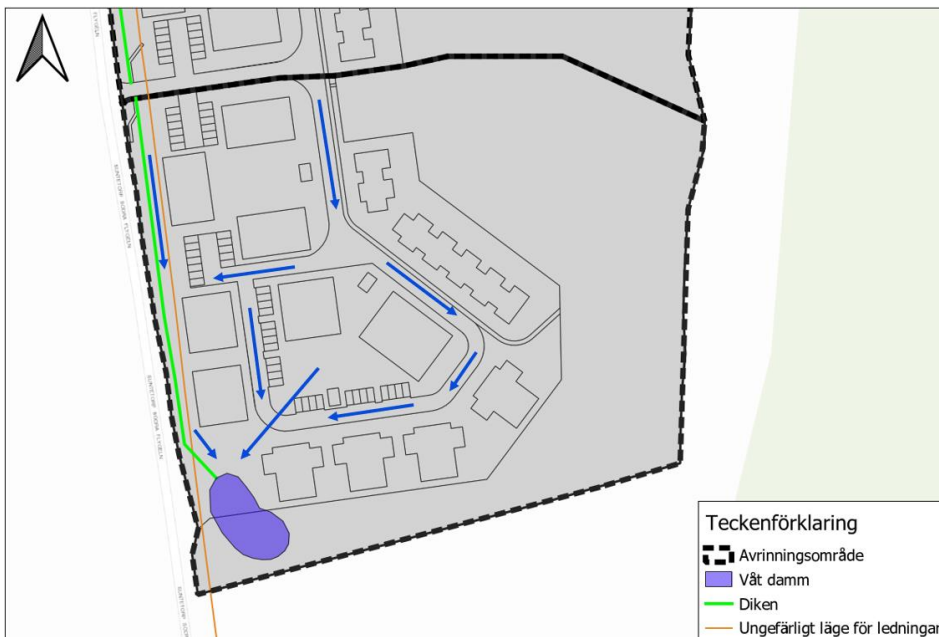 Teckenförklaring
Avrinningsområde
Våt damm
Diken
Ungefärligt läge för ledningar